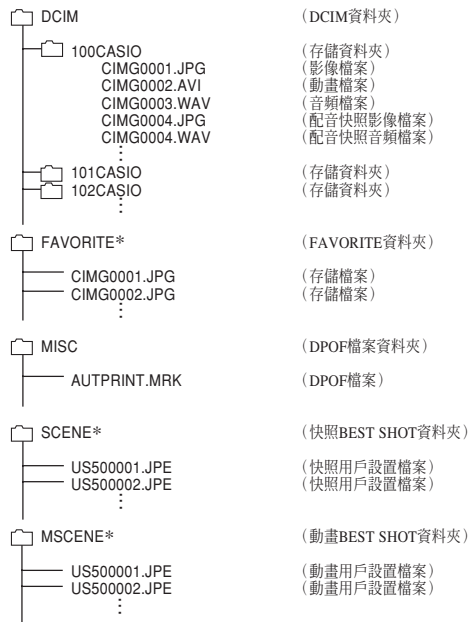 DCIM （DCIM資料夾）
100CASIO （存儲資料夾）
CIMG0001.JPG （影像檔案）
CIMG0002.AVI （動畫檔案）
CIMG0003.WAV （音頻檔案）
CIMG0004.JPG （配音快照影像檔案）
CIMG0004.WAV （配音快照音頻檔案）
101CASIO （存儲資料夾）
102CASIO （存儲資料夾）
FAVORITE* （FAVORITE資料夾）
CIMG0001.JPG （存儲檔案）
CIMG0002.JPG （存儲檔案）
MISC （DPOF檔案資料夾）
AUTPRINT.MRK （DPOF檔案）
SCENE* （快照BEST SHOT資料夾）
US500001.JPE （快照用戶設置檔案）
US500002.JPE （快照用戶設置檔案）
MSCENE* （動畫BEST SHOT資料夾）
US500001.JPE （動畫用戶設置檔案）
US500002.JPE （動畫用戶設置檔案）